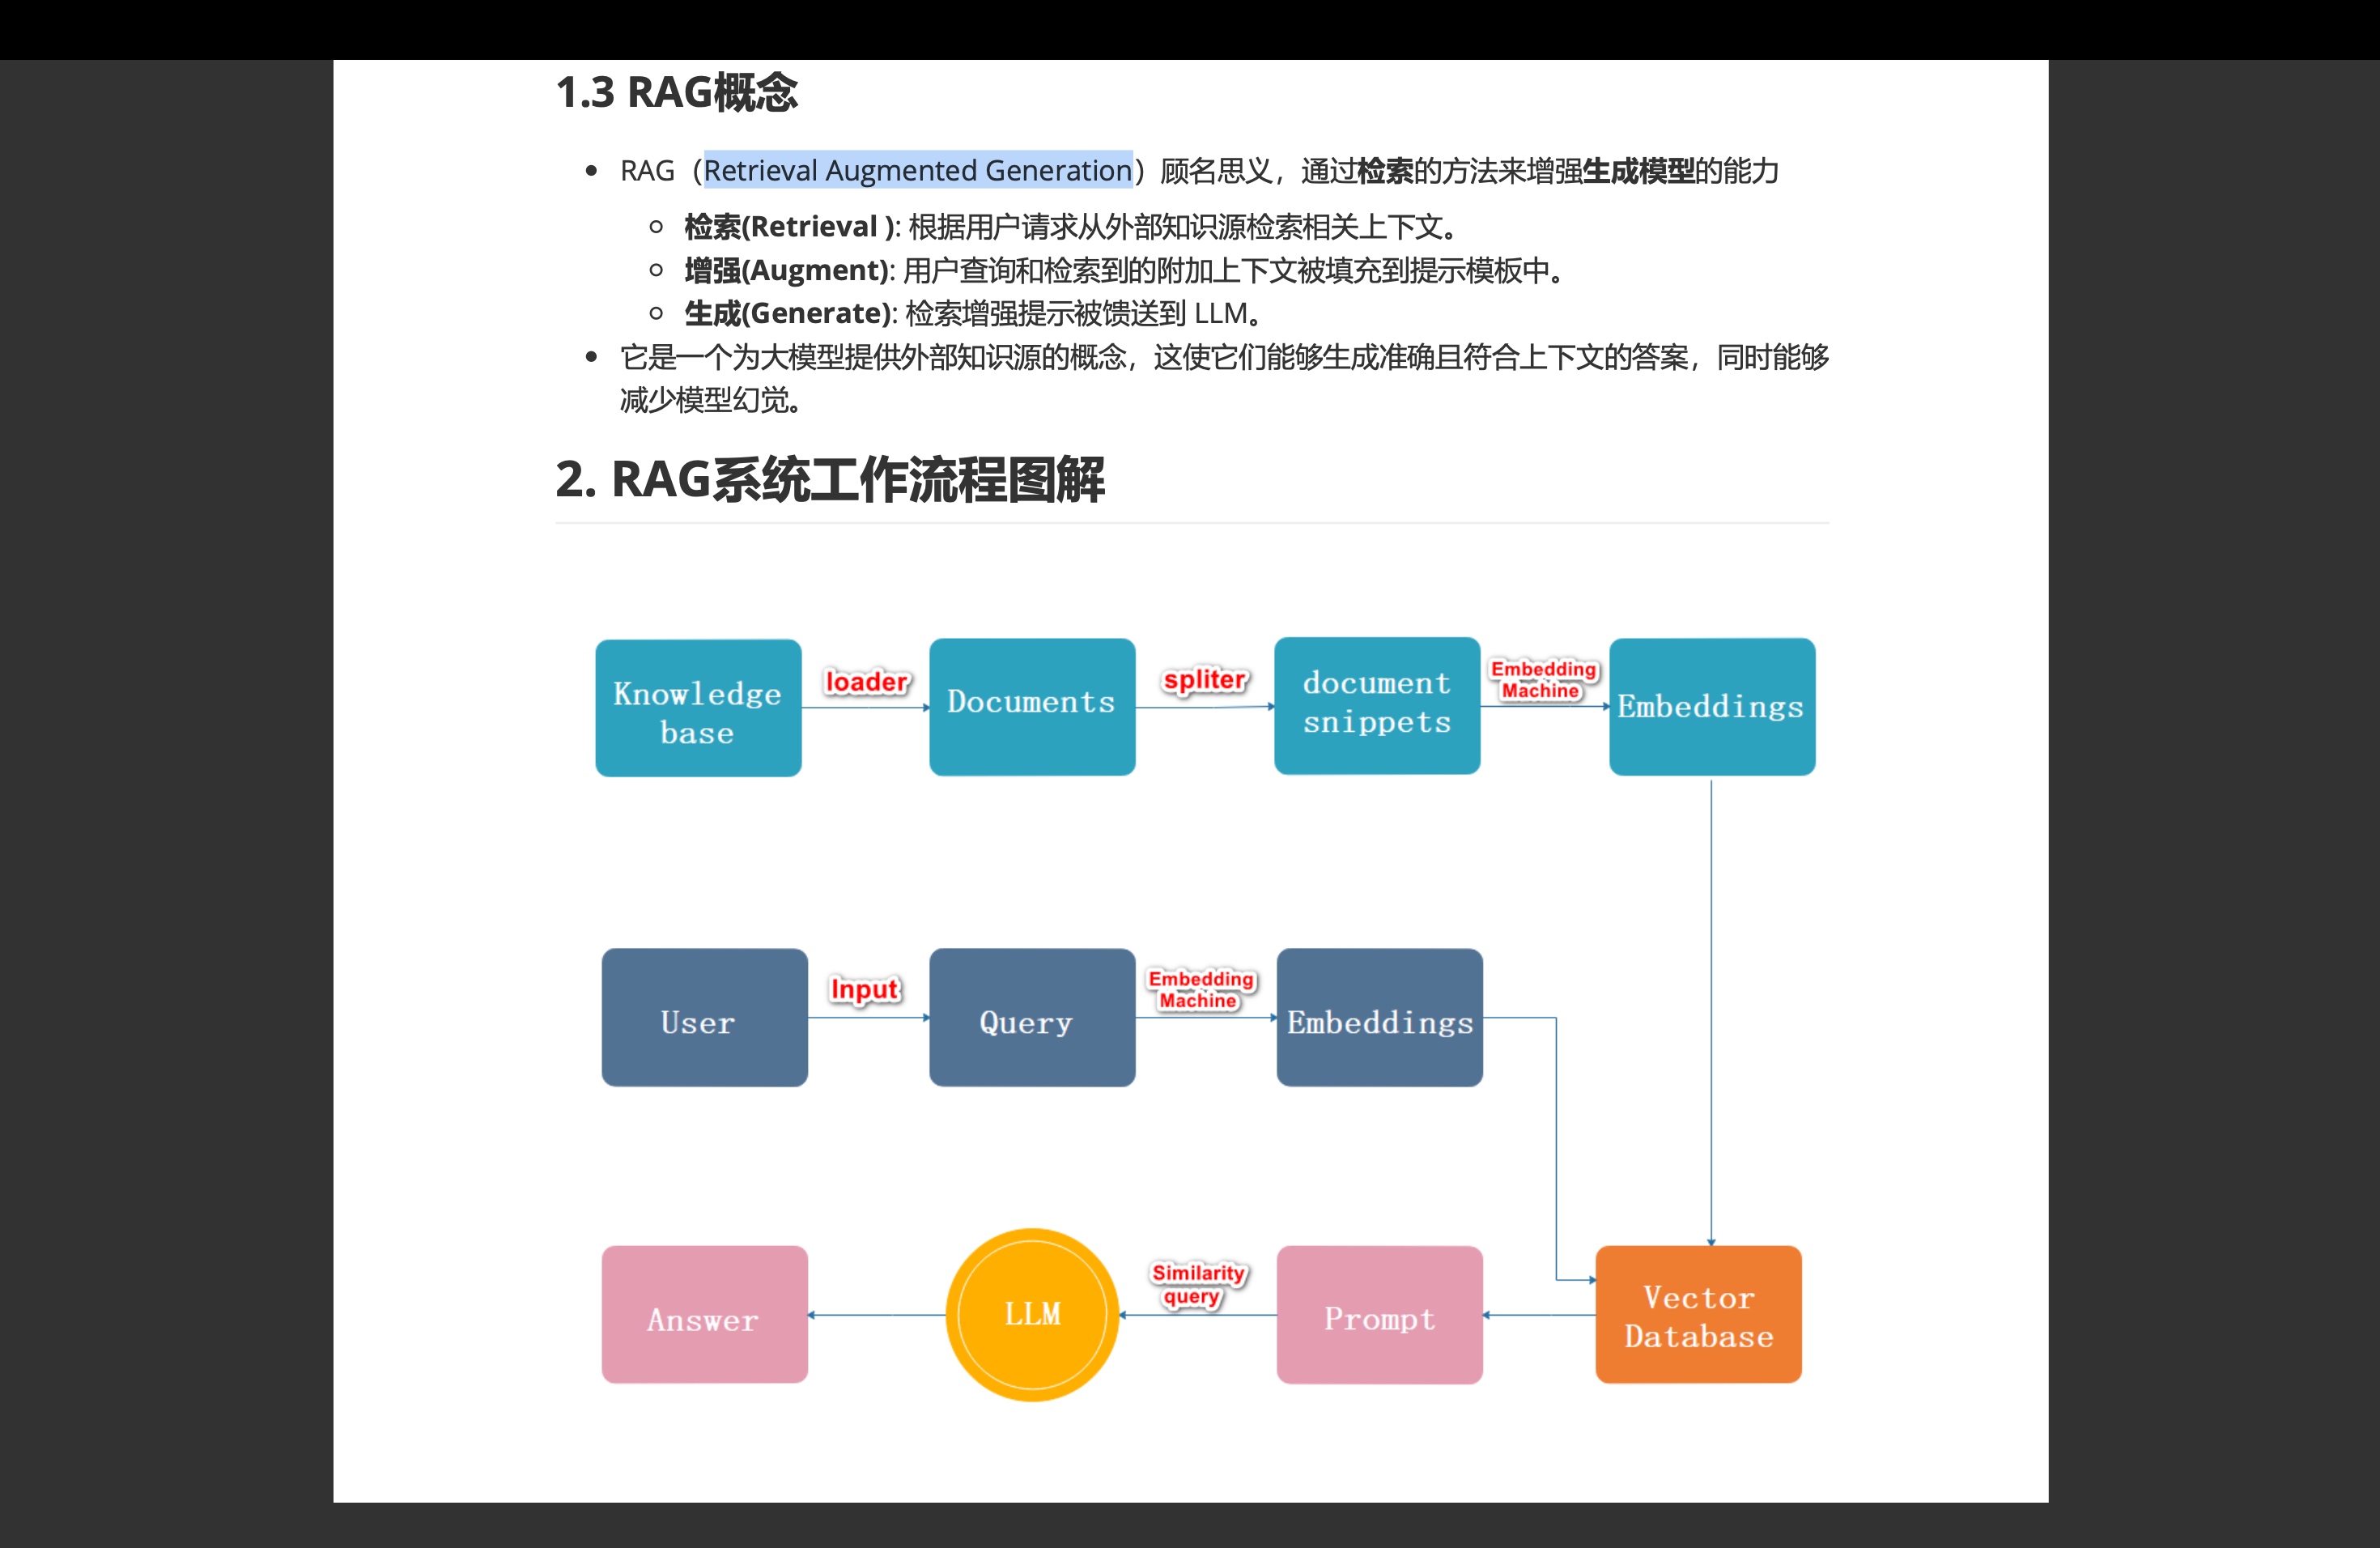 1.3 RAG概念
RAG（Retrieval Augmented Generation）顾名思义，通过检索的方法来增强生成模型的能力
检索(Retrieval ): 根据用户请求从外部知识源检索相关上下文。
增强(Augment): 用户查询和检索到的附加上下文被填充到提示模板中。
生成(Generate): 检索增强提示被馈送到 LLM。
它是一个为大模型提供外部知识源的概念，这使它们能够生成准确且符合上下文的答案，同时能够
减少模型幻觉。
2. RAG系统工作流程图解
Knowledge
base
loader
Documents
spliter
document
snippets
Embedding
Machine
Embeddings
User
Input
Query
Embedding
Machine
Embeddings
Answer
LLM
Similarity
query
Prompt
Vector
Database